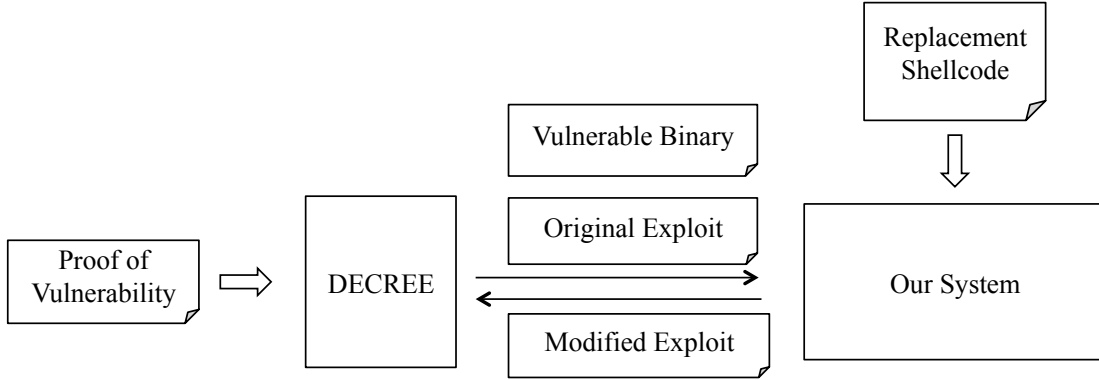 Replacement
Shellcode
Vulnerable Binary
Original Exploit
Proof of
Vulnerability
DECREE
Our System
Modified Exploit